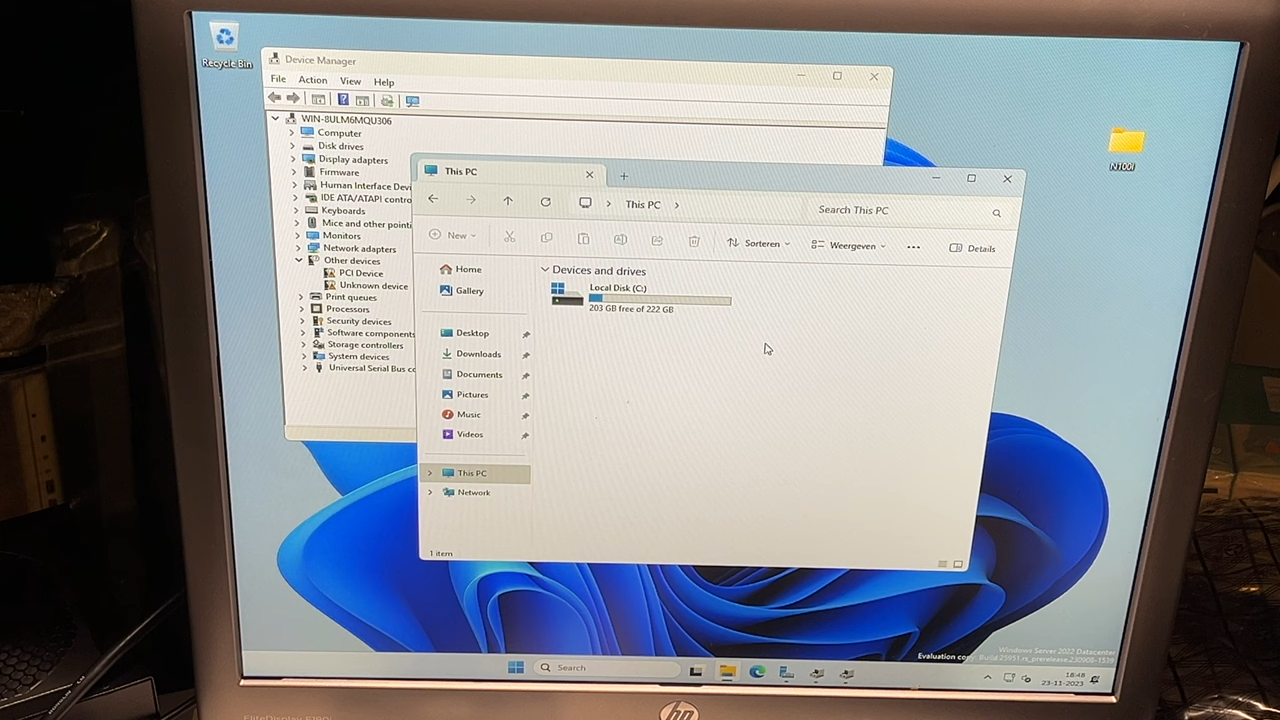 Recycle Bin
Device Manager
File Action View Help
WIN-8ULM6MQU306
Computer
Disk drives
Display adapters
Firmware
Human Interface Devi
IDE ATA/ATAPI contro
Keyboards
Mice and other pointi
Monitors
Network adapters
Other devices
PCI Device
Unknown device
Print queues
Processors
Security devices
Software components
Storage controllers
System devices
Universal Serial Bus co
N100I
This PC
This PC
Search This PC
New
Sorteren
Weergeven
Details
Home
Gallery
Desktop
Downloads
Documents
Pictures
Music
Videos
This PC
Network
Devices and drives
Local Disk (C:)
203 GB free of 222 GB
1 item
Windows Server 2022 Datacenter
Evaluation copy. Build 25951.rs_prerelease.230908-1539
Search
18:48
23-11-2023
hp